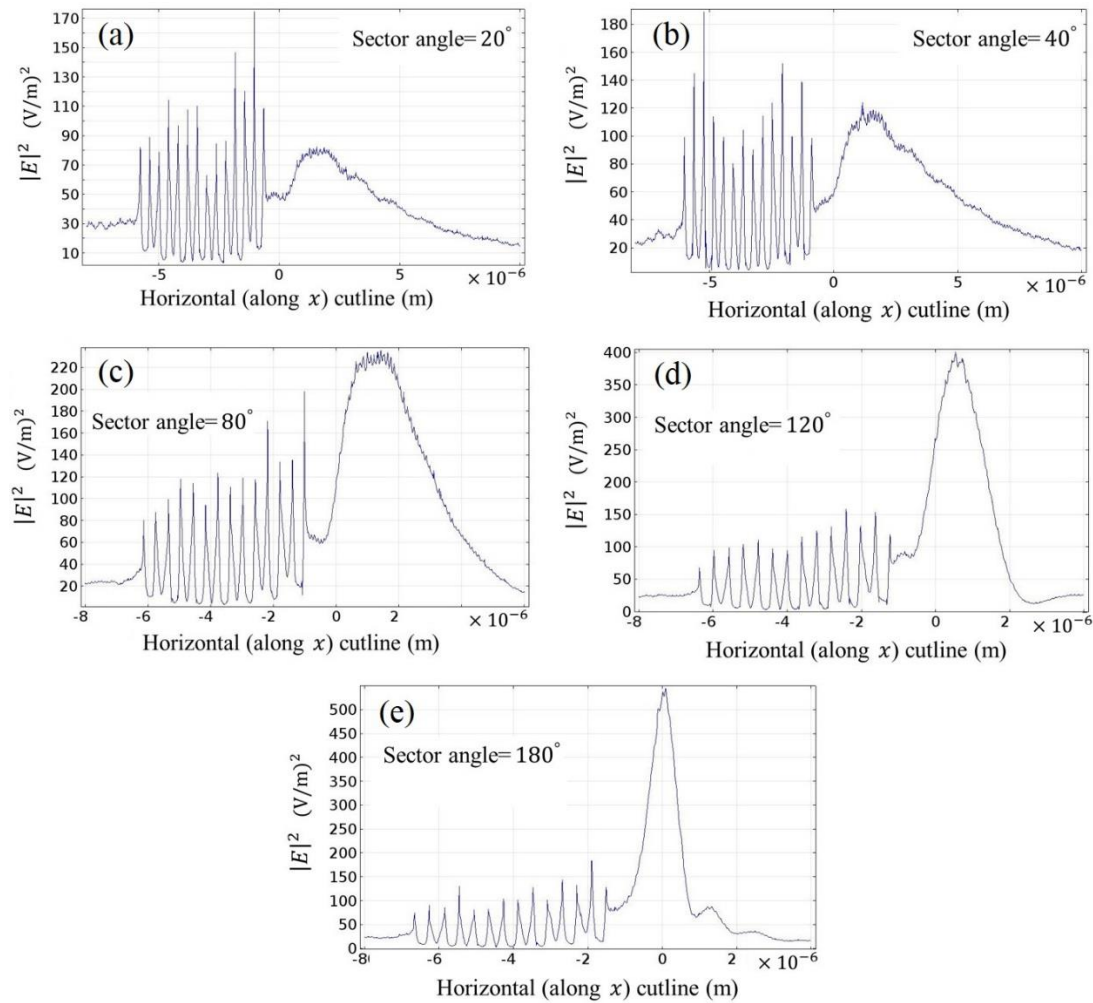 (a)
Sector angle= 20°
|E|² (V/m)²
170
150
130
110
90
70
50
30
10
-5 0 5
× 10⁻⁶
Horizontal (along x) cutline (m)
(b)
Sector angle= 40°
|E|² (V/m)²
180
160
140
120
100
80
60
40
20
-5 0 5
× 10⁻⁶
Horizontal (along x) cutline (m)
(c)
Sector angle= 80°
|E|² (V/m)²
220
200
180
160
140
120
100
80
60
40
20
-8 -6 -4 -2 0 2
× 10⁻⁶
Horizontal (along x) cutline (m)
(d)
Sector angle= 120°
|E|² (V/m)²
400
350
300
250
200
150
100
50
0
-8 -6 -4 -2 0 2
× 10⁻⁶
Horizontal (along x) cutline (m)
(e)
Sector angle= 180°
|E|² (V/m)²
500
450
400
350
300
250
200
150
100
50
0
-8 -6 -4 -2 0 2
× 10⁻⁶
Horizontal (along x) cutline (m)